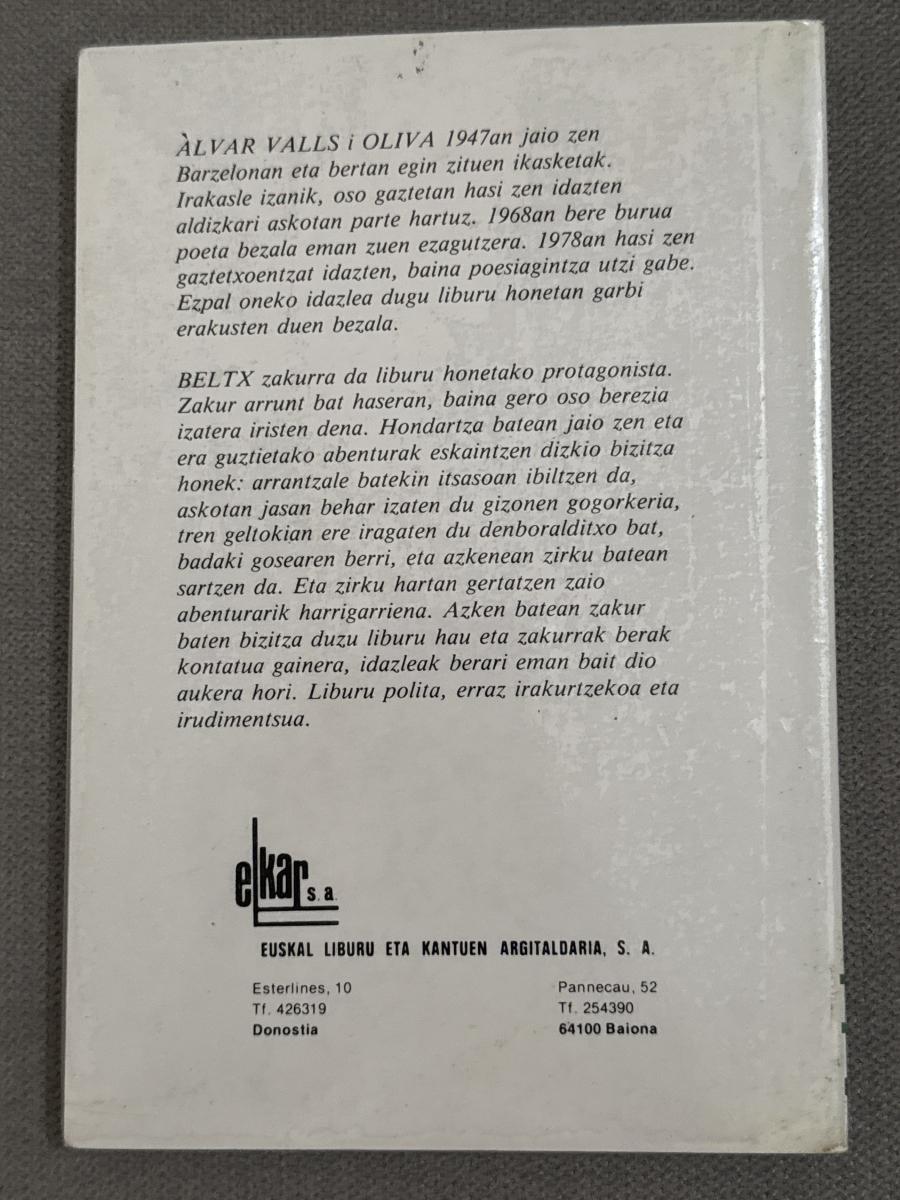 ÀLVAR VALLS i OLIVA 1947an jaio zen
Barzelonan eta bertan egin zituen ikasketak.
Irakasle izanik, oso gaztetan hasi zen idazten
aldizkari askotan parte hartuz. 1968an bere burua
poeta bezala eman zuen ezagutzera. 1978an hasi zen
gaztetxoentzat idazten, baina poesiagintza utzi gabe.
Ezpal oneko idazlea dugu liburu honetan garbi
erakusten duen bezala.
BELTX zakurra da liburu honetako protagonista.
Zakur arrunt bat haseran, baina gero oso berezia
izatera iristen dena. Hondartza batean jaio zen eta
era guztietako abenturak eskaintzen dizkio bizitza
honek: arrantzale batekin itsasoan ibiltzen da,
askotan jasan behar izaten du gizonen gogorkeria,
tren geltokian ere iragaten du denboralditxo bat,
badaki gosearen berri, eta azkenean zirku batean
sartzen da. Eta zirku hartan gertatzen zaio
abenturarik harrigarriena. Azken batean zakur
baten bizitza duzu liburu hau eta zakurrak berak
kontatua gainera, idazleak berari eman bait dio
aukera hori. Liburu polita, erraz irakurtzekoa eta
irudimentsua.
elkar s.a.
EUSKAL LIBURU ETA KANTUEN ARGITALDARIA, S. A.
Esterlines, 10
Tf. 426319
Donostia
Pannecau, 52
Tf. 254390
64100 Baiona